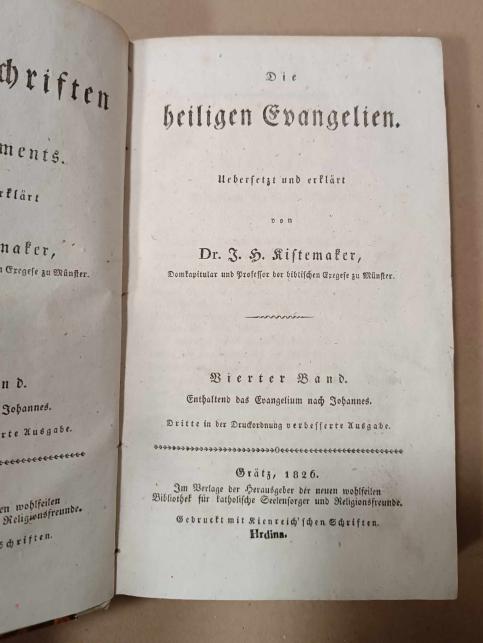 chriften
ments.
rklärt
maker,
n Exegese zu Münster.
n d.
Johannes.
rte Ausgabe.
en wohlfeilen
Religionsfreunde.
Schriften.
Die
heiligen Evangelien.
Uebersetzt und erklärt
von
Dr. J. H. Kistemaker,
Domkapitular und Professor der biblischen Exegese zu Münster.
Vierter Band.
Enthaltend das Evangelium nach Johannes.
Dritte in der Druckordnung verbesserte Ausgabe.
Grätz, 1826.
Im Verlage der Herausgeber der neuen wohlfeilen
Bibliothek für katholische Seelensorger und Religionsfreunde.
Gedruckt mit Kienreich'schen Schriften.
Hrdina.